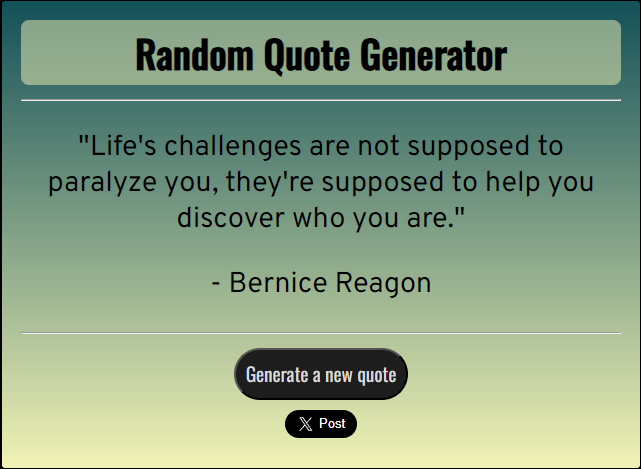 Random Quote Generator
"Life's challenges are not supposed to
paralyze you, they're supposed to help you
discover who you are."
- Bernice Reagon
Generate a new quote
Post